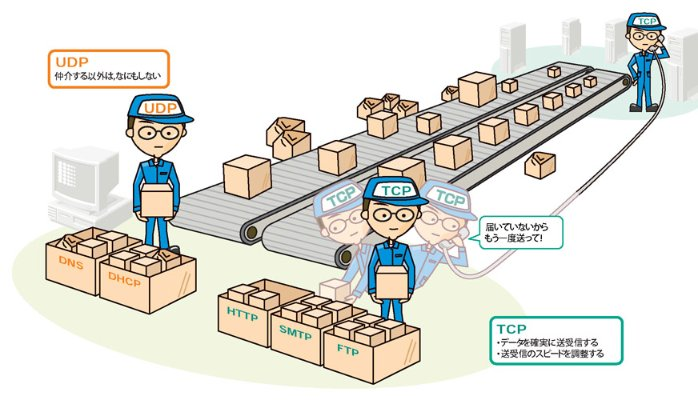 TCP
UDP
仲介する以外は、なにもしない
UDP
TCP
TCP
TCP
届いていないから
もう一度送って!
DNS
DHCP
HTTP
SMTP
FTP
TCP
・データを確実に送受信する
・送受信のスピードを調整する